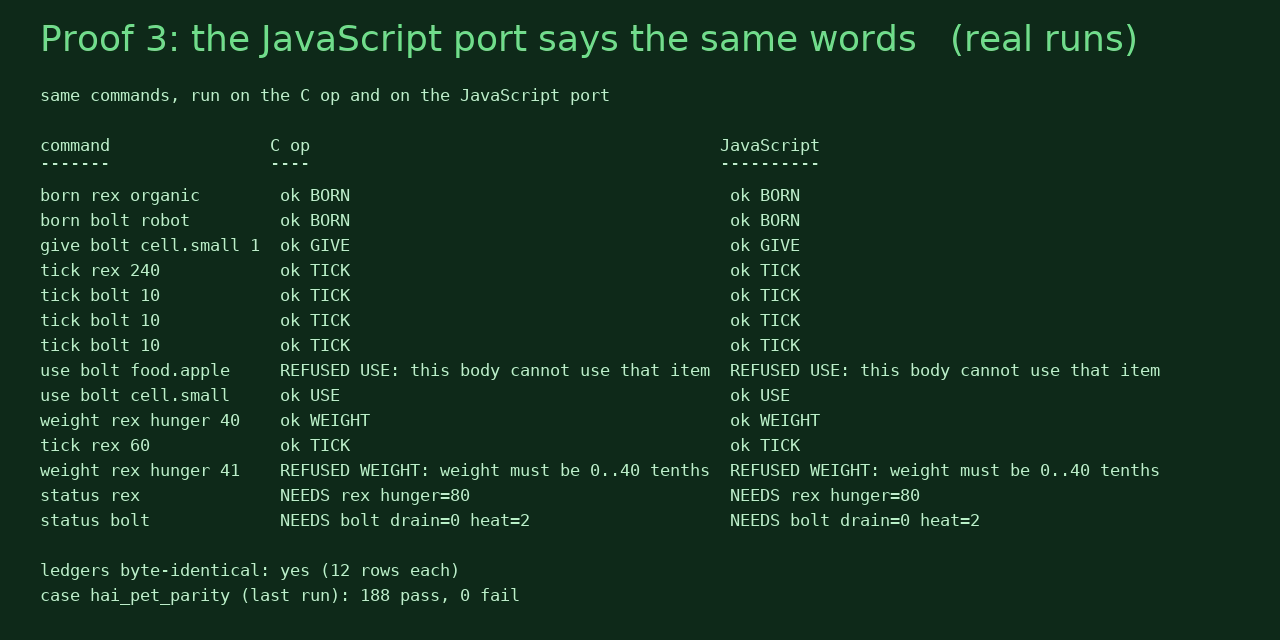 Proof 3: the JavaScript port says the same words   (real runs)
same commands, run on the C op and on the JavaScript port
command                C op                                         JavaScript
-------                ----                                         ----------
born rex organic        ok BORN                                      ok BORN
born bolt robot         ok BORN                                      ok BORN
give bolt cell.small 1  ok GIVE                                      ok GIVE
tick rex 240            ok TICK                                      ok TICK
tick bolt 10            ok TICK                                      ok TICK
tick bolt 10            ok TICK                                      ok TICK
tick bolt 10            ok TICK                                      ok TICK
use bolt food.apple     REFUSED USE: this body cannot use that item  REFUSED USE: this body cannot use that item
use bolt cell.small     ok USE                                       ok USE
weight rex hunger 40    ok WEIGHT                                    ok WEIGHT
tick rex 60             ok TICK                                      ok TICK
weight rex hunger 41    REFUSED WEIGHT: weight must be 0..40 tenths  REFUSED WEIGHT: weight must be 0..40 tenths
status rex              NEEDS rex hunger=80                          NEEDS rex hunger=80
status bolt             NEEDS bolt drain=0 heat=2                    NEEDS bolt drain=0 heat=2
ledgers byte-identical: yes (12 rows each)
case hai_pet_parity (last run): 188 pass, 0 fail